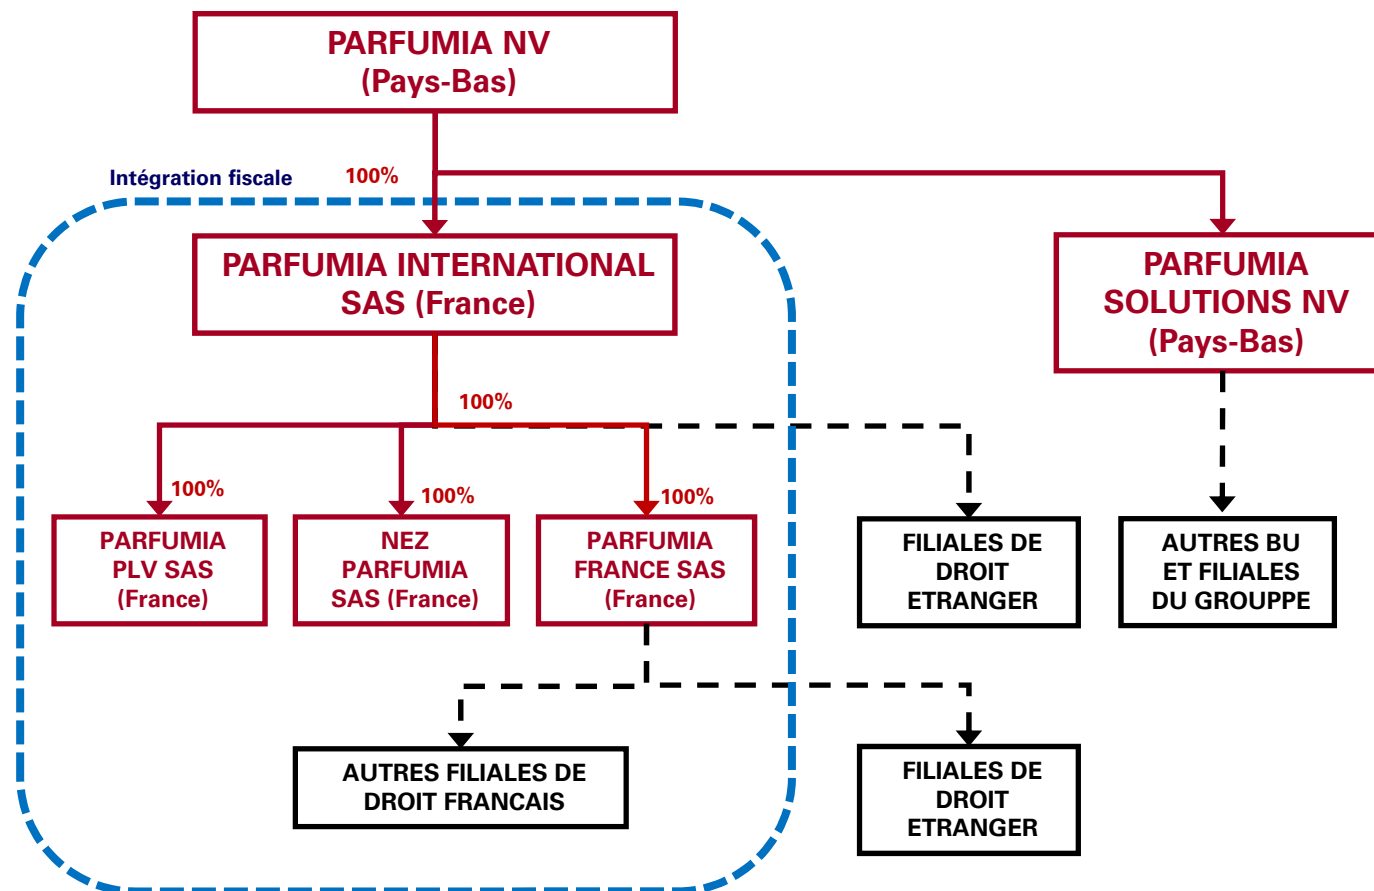 PARFUMIA NV
(Pays-Bas)
Intégration fiscale
100%
PARFUMIA INTERNATIONAL
SAS (France)
PARFUMIA
SOLUTIONS NV
(Pays-Bas)
100%
100%
100%
100%
PARFUMIA
PLV SAS
(France)
NEZ
PARFUMIA
SAS (France)
PARFUMIA
FRANCE SAS
(France)
FILIALES DE
DROIT
ETRANGER
AUTRES BU
ET FILIALES
DU GROUPPE
AUTRES FILIALES DE
DROIT FRANCAIS
FILIALES DE
DROIT
ETRANGER